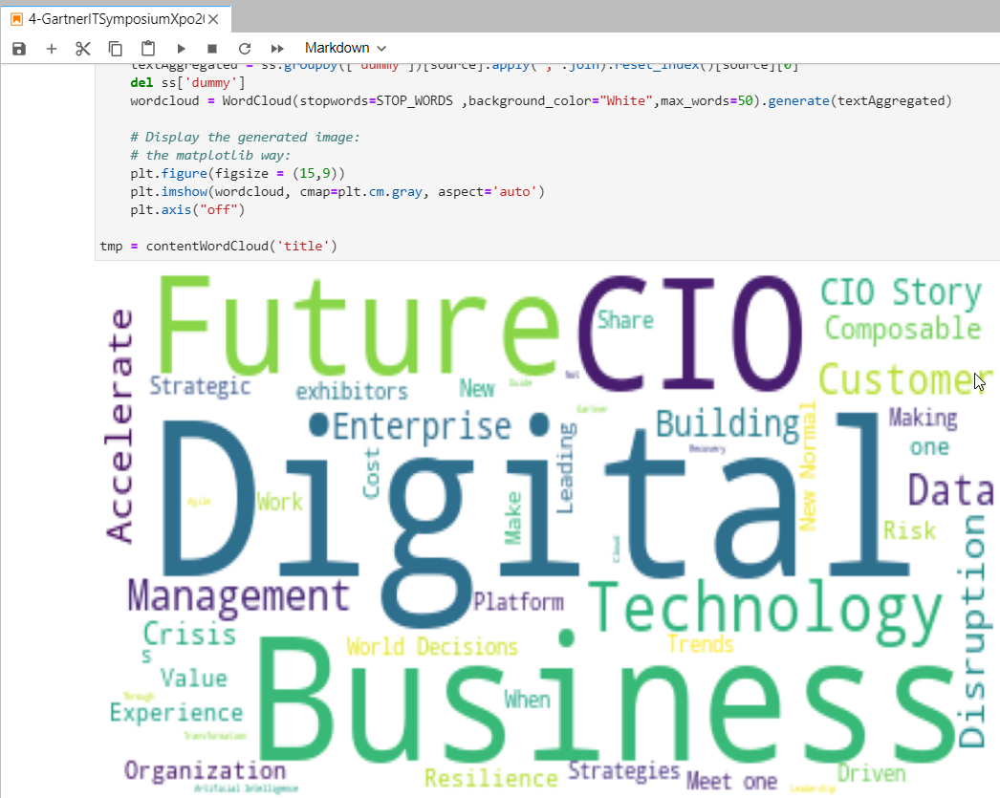 4-GartnerITSymposiumXpo20
Markdown
textAggregated = ss.groupby(['dummy'])[source].apply(', '.join).reset_index()[source][0]
del ss['dummy']
wordcloud = WordCloud(stopwords=STOP_WORDS ,background_color="White",max_words=50).generate(textAggregated)
# Display the generated image:
# the matplotlib way:
plt.figure(figsize = (15,9))
plt.imshow(wordcloud, cmap=plt.cm.gray, aspect='auto')
plt.axis("off")
tmp = contentWordCloud('title')
Future
CIO
CIO Story
Share
Composable
Accelerate
Customer
Strategic
exhibitors
New
Guide
Not
Gartner
Enterprise
Building
Making
Recovery
one
Digital
Cost
Leading
New Normal
Data
Agile
Work
Make
Risk
Cloud
Disruption
Management
Platform
Technology
Crisis
s
World Decisions
Trends
Value
Business
Through
When
Experience
Transformation
Organization
Resilience
Strategies
Meet one
Driven
Artificial Intelligence
Leadership